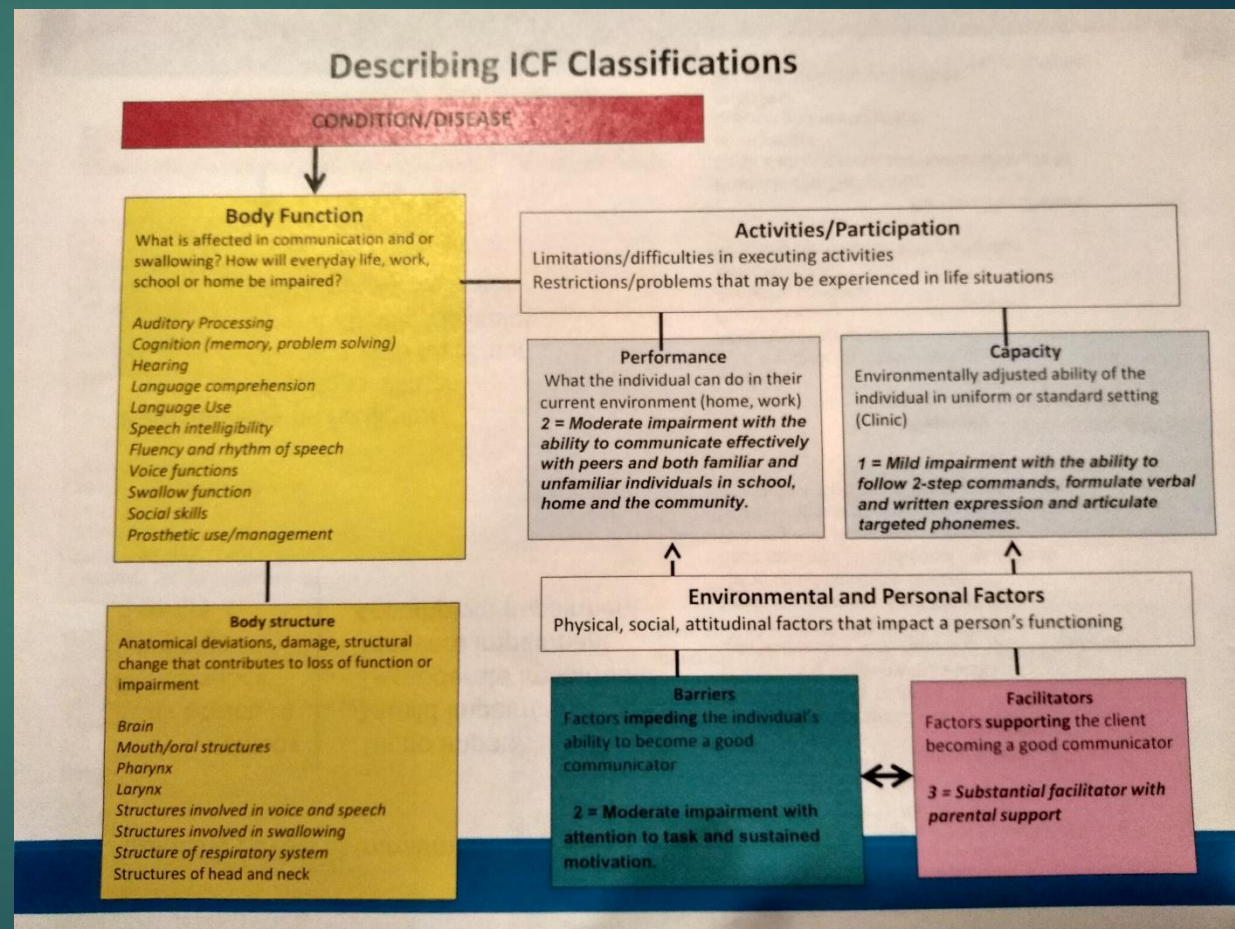 Describing ICF Classifications
CONDITION/DISEASE
Body Function
What is affected in communication and or
swallowing? How will everyday life, work,
school or home be impaired?
Auditory Processing
Cognition (memory, problem solving)
Hearing
Language comprehension
Language Use
Speech intelligibility
Fluency and rhythm of speech
Voice functions
Swallow function
Social skills
Prosthetic use/management
Body structure
Anatomical deviations, damage, structural
change that contributes to loss of function or
impairment
Brain
Mouth/oral structures
Pharynx
Larynx
Structures involved in voice and speech
Structures involved in swallowing
Structure of respiratory system
Structures of head and neck
Activities/Participation
Limitations/difficulties in executing activities
Restrictions/problems that may be experienced in life situations
Performance
What the individual can do in their
current environment (home, work)
2 = Moderate impairment with the
ability to communicate effectively
with peers and both familiar and
unfamiliar individuals in school,
home and the community.
Capacity
Environmentally adjusted ability of the
individual in uniform or standard setting
(Clinic)
1 = Mild impairment with the ability to
follow 2-step commands, formulate verbal
and written expression and articulate
targeted phonemes.
Environmental and Personal Factors
Physical, social, attitudinal factors that impact a person's functioning
Barriers
Factors impeding the individual's
ability to become a good
communicator
2 = Moderate impairment with
attention to task and sustained
motivation.
Facilitators
Factors supporting the client
becoming a good communicator
3 = Substantial facilitator with
parental support